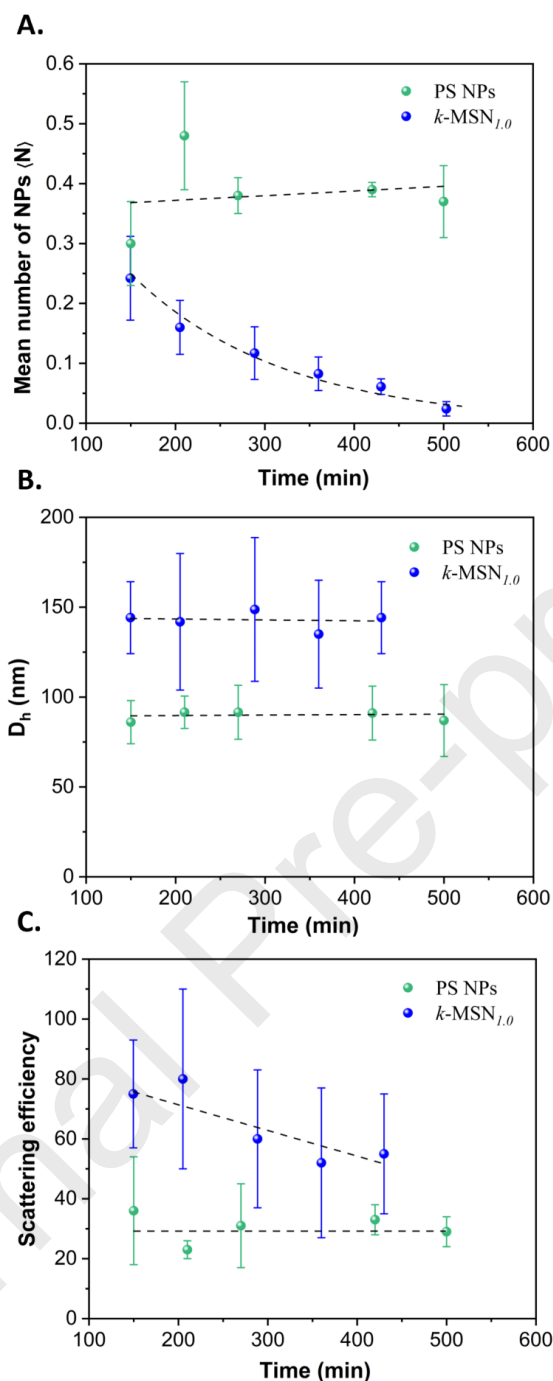 A.
0.6
0.5
0.4
0.3
0.2
0.1
0.0
Mean number of NPs ⟨N⟩
PS NPs
k-MSN1.0
100 200 300 400 500 600
Time (min)
B.
200
150
100
50
0
Dh (nm)
PS NPs
k-MSN1.0
100 200 300 400 500 600
Time (min)
C.
120
100
80
60
40
20
0
Scattering efficiency
PS NPs
k-MSN1.0
100 200 300 400 500 600
Time (min)
nal Pre-p